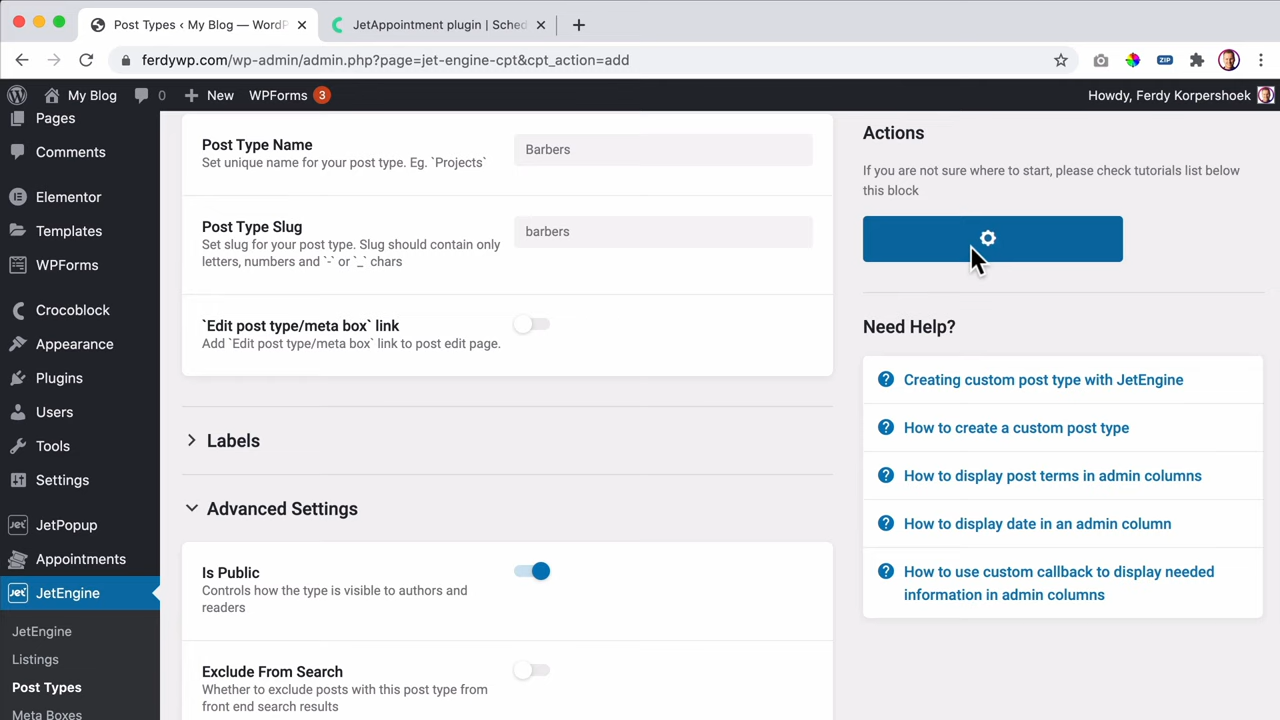 Post Types ‹ My Blog — WordP
JetAppointment plugin | Sched
ferdywp.com/wp-admin/admin.php?page=jet-engine-cpt&cpt_action=add
ZIP
My Blog
0
New
WPForms
3
Howdy, Ferdy Korpershoek
Pages
Comments
Elementor
Templates
WPForms
Crocoblock
Appearance
Plugins
Users
Tools
Settings
Jet
JetPopup
Appointments
Jet
JetEngine
JetEngine
Listings
Post Types
Meta Boxes
Post Type Name
Set unique name for your post type. Eg. `Projects`
Barbers
Post Type Slug
Set slug for your post type. Slug should contain only
letters, numbers and `-` or `_` chars
barbers
`Edit post type/meta box` link
Add `Edit post type/meta box` link to post edit page.
Labels
Advanced Settings
Is Public
Controls how the type is visible to authors and
readers
Exclude From Search
Whether to exclude posts with this post type from
front end search results
Actions
If you are not sure where to start, please check tutorials list below
this block
Need Help?
Creating custom post type with JetEngine
How to create a custom post type
How to display post terms in admin columns
How to display date in an admin column
How to use custom callback to display needed
information in admin columns